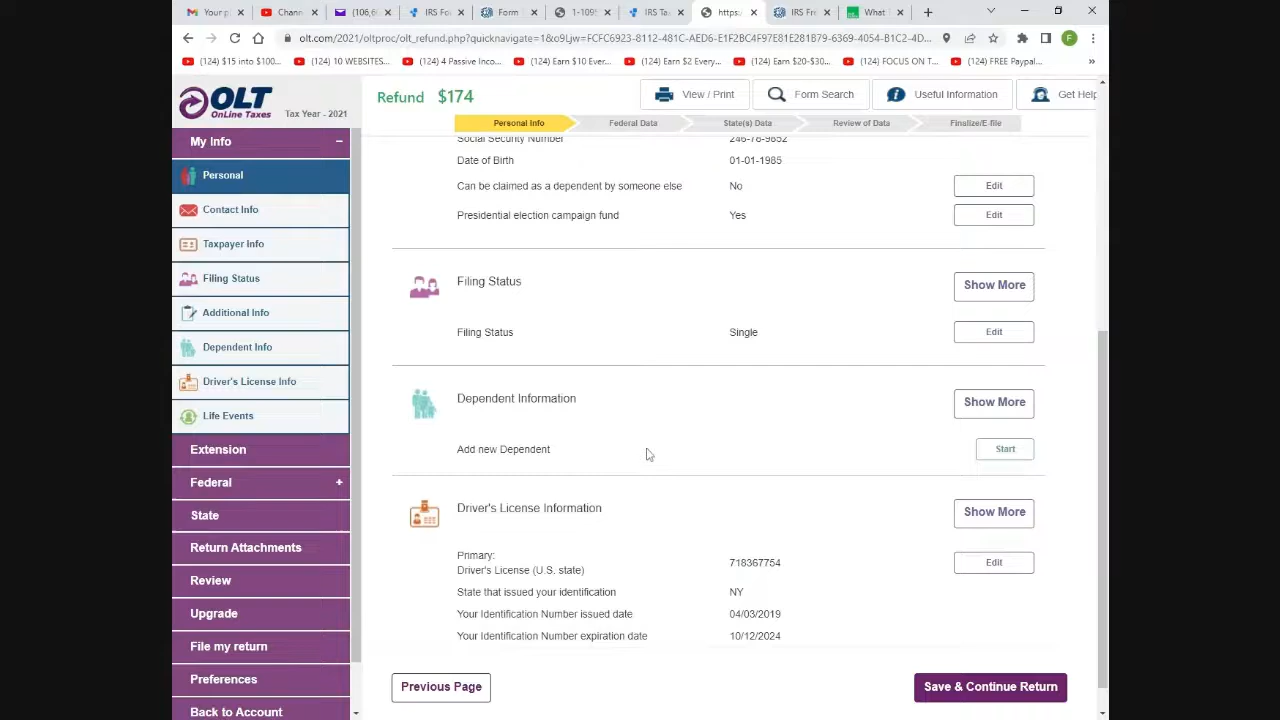 Your p
Chann
(106,6
IRS Fo
Form
1-109
IRS Ta
https:/
IRS Fr
What
olt.com/2021/oltproc/olt_refund.php?quicknavigate=1&o9Ljw=FCFC6923-8112-481C-AED6-E1F2BC4F97E81E281B79-6369-4054-B1C2-4D...
F
(124) $15 into $100...
(124) 10 WEBSITES...
(124) 4 Passive Inco...
(124) Earn $10 Ever...
(124) Earn $2 Every...
(124) Earn $20-$30...
(124) FOCUS ON T...
(124) FREE Paypal...
»
OLT
OnLine Taxes
Tax Year - 2021
Refund $174
View / Print
Form Search
Useful Information
Get Help
Personal Info
Federal Data
State(s) Data
Review of Data
Finalize/E-file
My Info –
Personal
Contact Info
Taxpayer Info
Filing Status
Additional Info
Dependent Info
Driver's License Info
Life Events
Extension
Federal +
State
Return Attachments
Review
Upgrade
File my return
Preferences
Back to Account
Social Security Number 246-78-9852
Date of Birth 01-01-1985
Can be claimed as a dependent by someone else No Edit
Presidential election campaign fund Yes Edit
Filing Status Show More
Filing Status Single Edit
Dependent Information Show More
Add new Dependent Start
Driver's License Information Show More
Primary:
Driver's License (U.S. state) 718367754 Edit
State that issued your identification NY
Your Identification Number issued date 04/03/2019
Your Identification Number expiration date 10/12/2024
Previous Page
Save & Continue Return